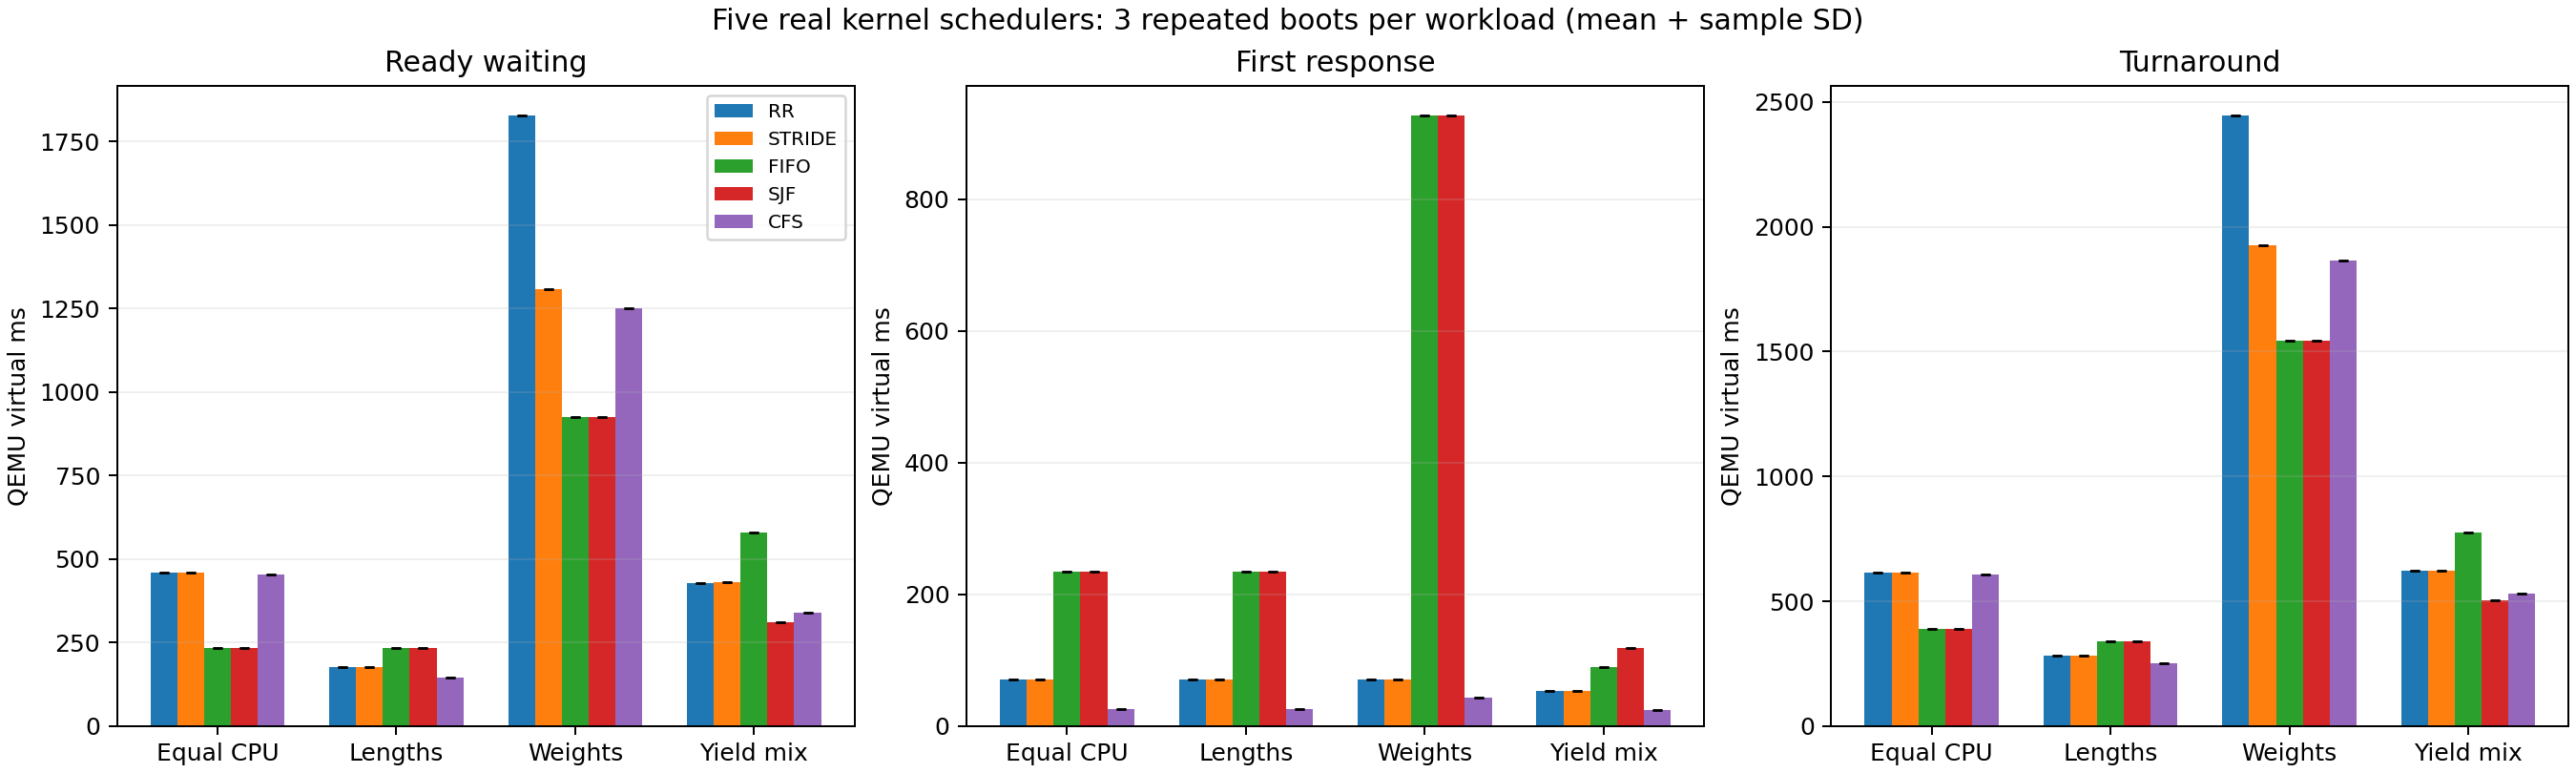 Five real kernel schedulers: 3 repeated boots per workload (mean + sample SD)
Ready waiting
QEMU virtual ms
1750
1500
1250
1000
750
500
250
0
RR
STRIDE
FIFO
SJF
CFS
Equal CPU
Lengths
Weights
Yield mix
First response
QEMU virtual ms
800
600
400
200
0
Equal CPU
Lengths
Weights
Yield mix
Turnaround
QEMU virtual ms
2500
2000
1500
1000
500
0
Equal CPU
Lengths
Weights
Yield mix